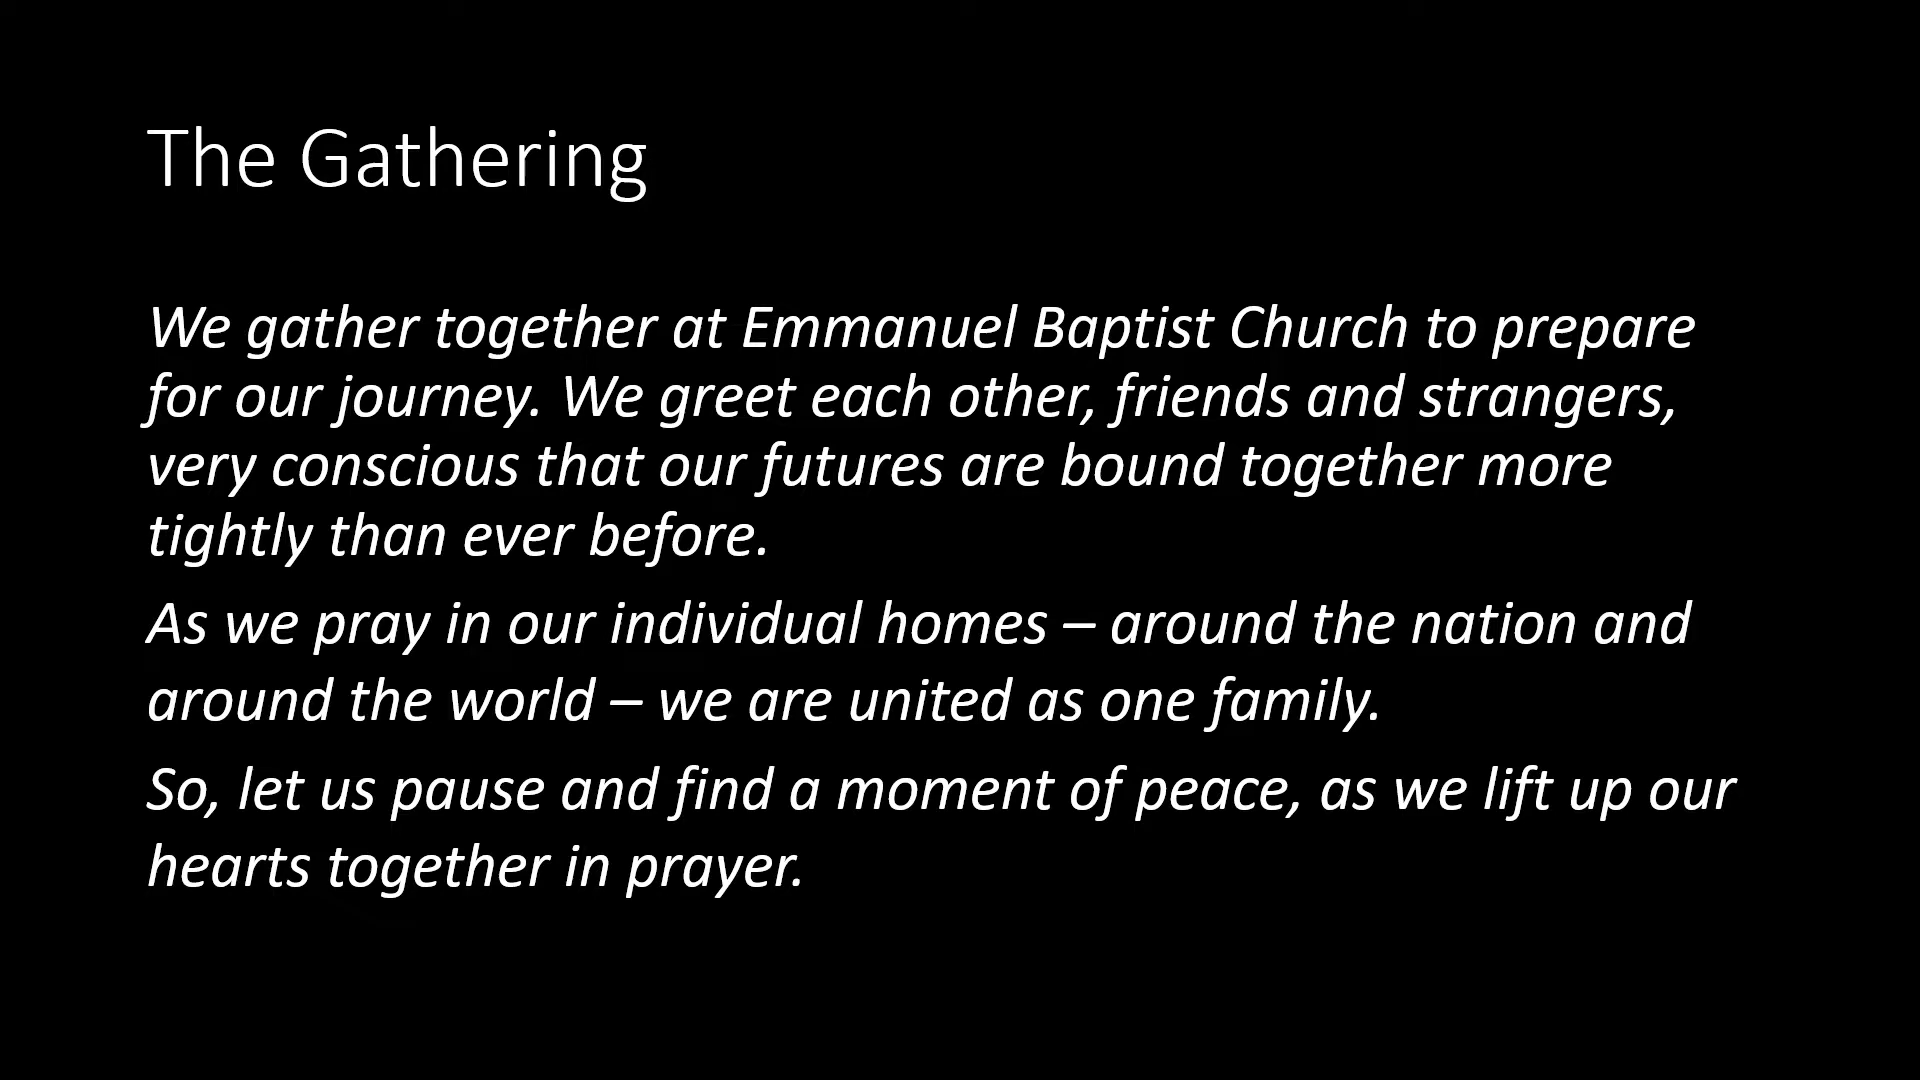 The Gathering
We gather together at Emmanuel Baptist Church to prepare
for our journey. We greet each other, friends and strangers,
very conscious that our futures are bound together more
tightly than ever before.
As we pray in our individual homes – around the nation and
around the world – we are united as one family.
So, let us pause and find a moment of peace, as we lift up our
hearts together in prayer.